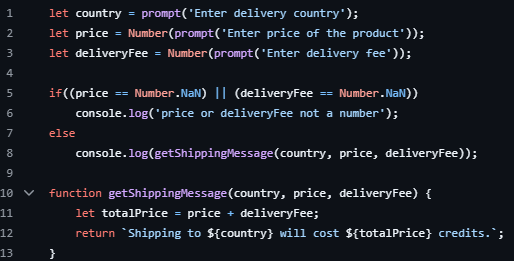 1 let country = prompt('Enter delivery country');
2 let price = Number(prompt('Enter price of the product'));
3 let deliveryFee = Number(prompt('Enter delivery fee'));
4
5 if((price == Number.NaN) || (deliveryFee == Number.NaN))
6     console.log('price or deliveryFee not a number');
7 else
8     console.log(getShippingMessage(country, price, deliveryFee));
9
10 function getShippingMessage(country, price, deliveryFee) {
11     let totalPrice = price + deliveryFee;
12     return `Shipping to ${country} will cost ${totalPrice} credits.`;
13 }